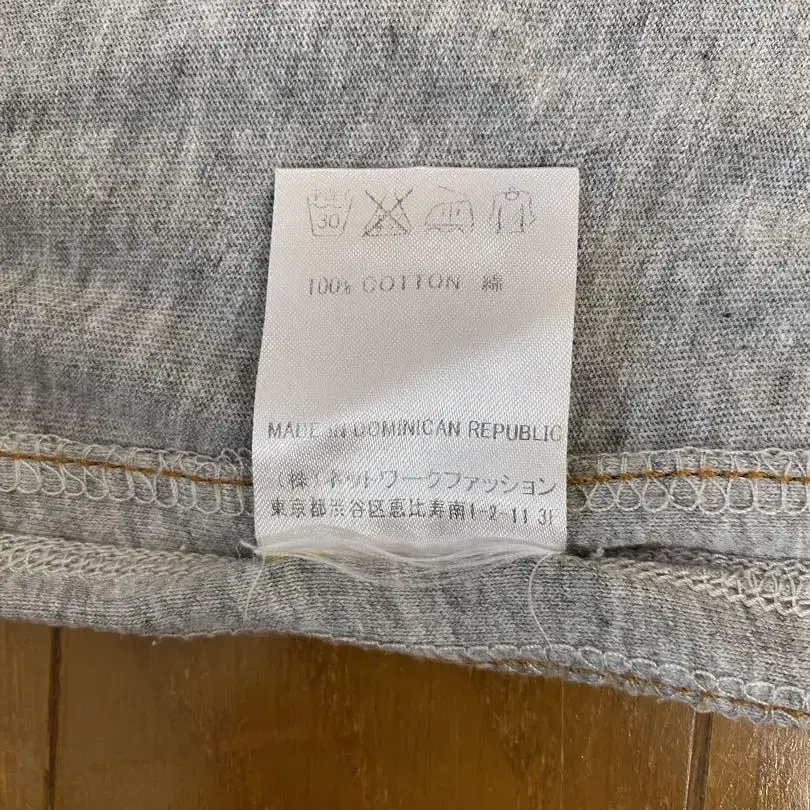 30
100% COTTON 綿
MADE IN DOMINICAN REPUBLIC
(株)ネットワークファッション
東京都渋谷区恵比寿南1-2-11 3F